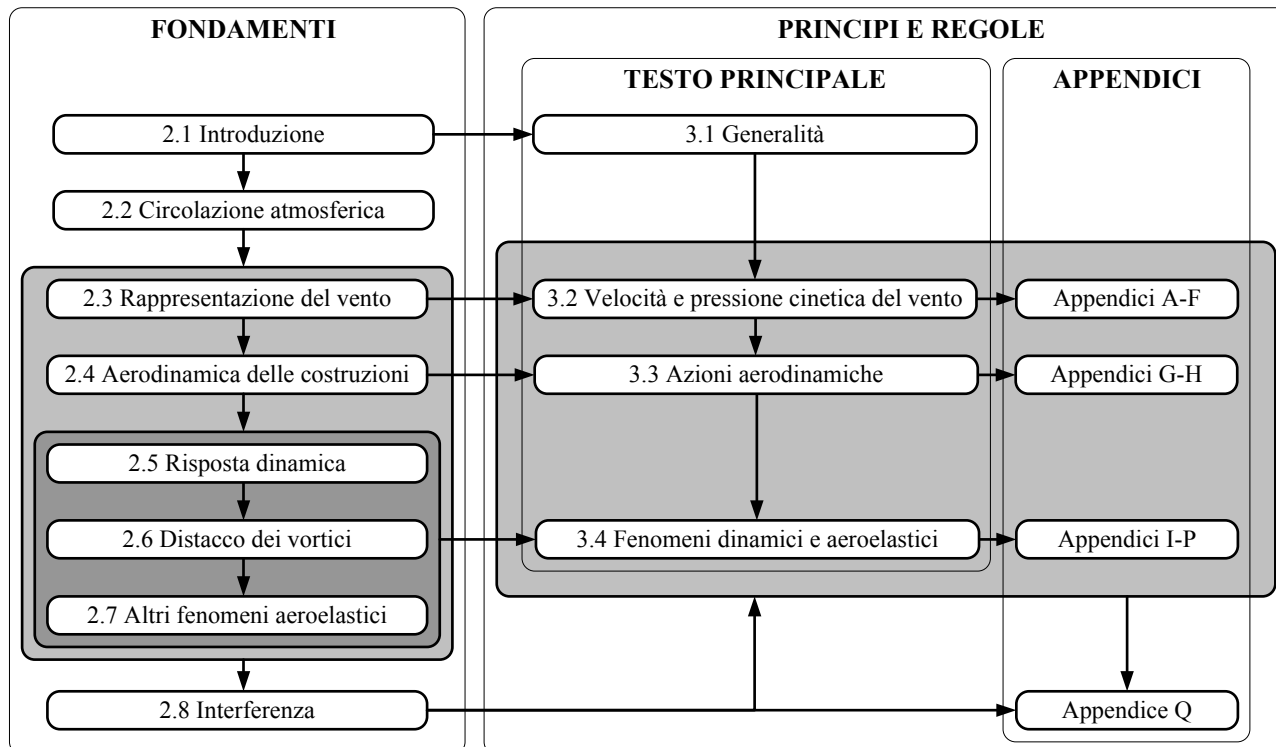 FONDAMENTI
PRINCIPI E REGOLE
TESTO PRINCIPALE
APPENDICI
2.1 Introduzione
3.1 Generalità
2.2 Circolazione atmosferica
2.3 Rappresentazione del vento
3.2 Velocità e pressione cinetica del vento
Appendici A-F
2.4 Aerodinamica delle costruzioni
3.3 Azioni aerodinamiche
Appendici G-H
2.5 Risposta dinamica
2.6 Distacco dei vortici
3.4 Fenomeni dinamici e aeroelastici
Appendici I-P
2.7 Altri fenomeni aeroelastici
2.8 Interferenza
Appendice Q